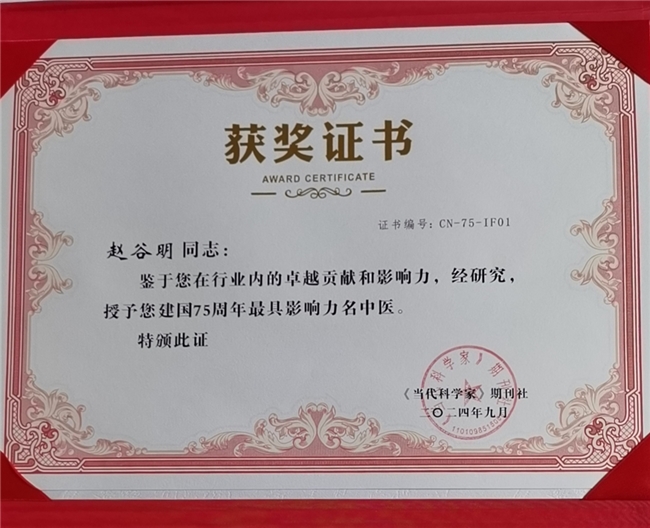 获奖证书
AWARD CERTIFICATE
证书编号：CN-75-IF01
赵谷明 同志：
鉴于您在行业内的卓越贡献和影响力，经研究，
授予您建国75周年最具影响力名中医。
特颁此证
《当代科学家》期刊社
二〇二四年九月